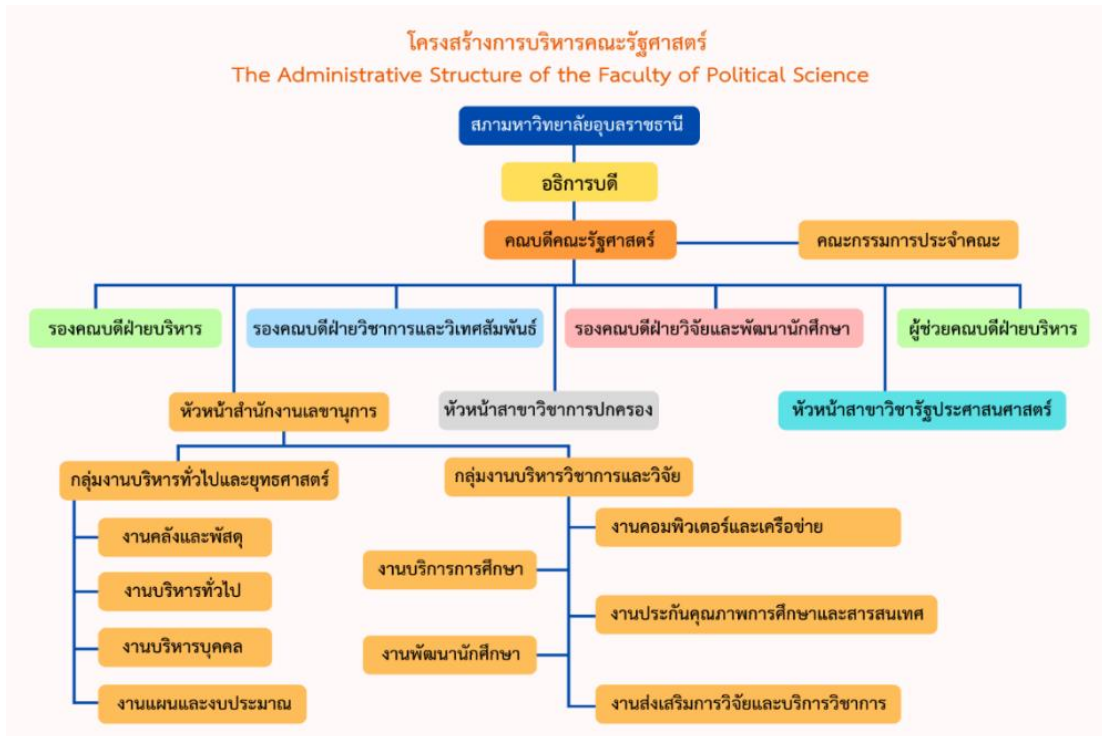 โครงสร้างการบริหารคณะรัฐศาสตร์
The Administrative Structure of the Faculty of Political Science
สภามหาวิทยาลัยอุบลราชธานี
อธิการบดี
คณบดีคณะรัฐศาสตร์
คณะกรรมการประจำคณะ
รองคณบดีฝ่ายบริหาร
รองคณบดีฝ่ายวิชาการและวิเทศสัมพันธ์
รองคณบดีฝ่ายวิจัยและพัฒนานักศึกษา
ผู้ช่วยคณบดีฝ่ายบริหาร
หัวหน้าสำนักงานเลขานุการ
หัวหน้าสาขาวิชาการปกครอง
หัวหน้าสาขาวิชารัฐประศาสนศาสตร์
กลุ่มงานบริหารทั่วไปและยุทธศาสตร์
งานคลังและพัสดุ
งานบริหารทั่วไป
งานบริหารบุคคล
งานแผนและงบประมาณ
กลุ่มงานบริหารวิชาการและวิจัย
งานคอมพิวเตอร์และเครือข่าย
งานบริการการศึกษา
งานประกันคุณภาพการศึกษาและสารสนเทศ
งานพัฒนานักศึกษา
งานส่งเสริมการวิจัยและบริการวิชาการ